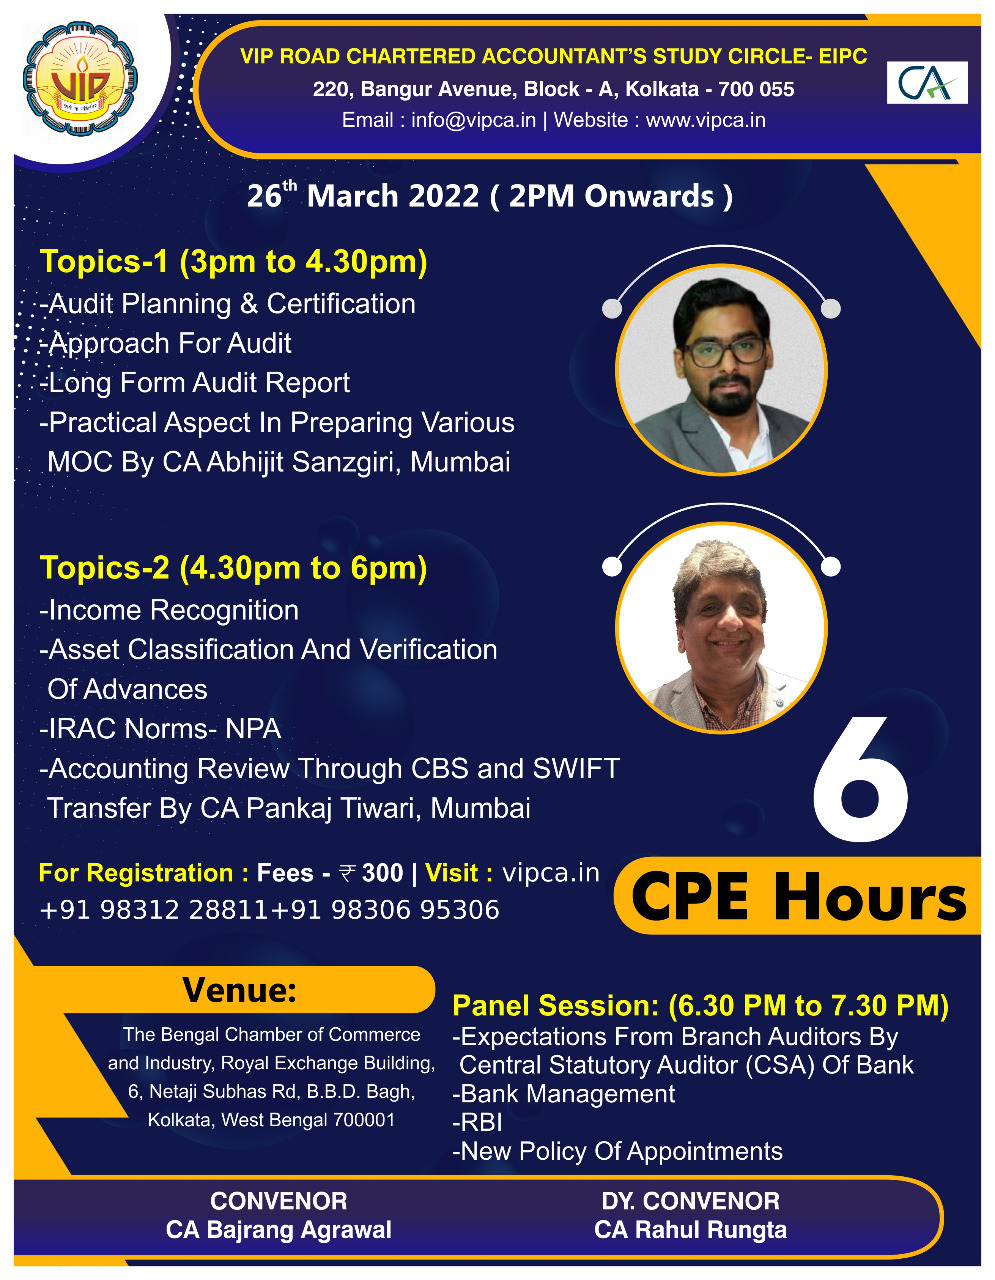 VIP
VIP ROAD CHARTERED ACCOUNTANT'S STUDY CIRCLE- EIPC
220, Bangur Avenue, Block - A, Kolkata - 700 055
Email : info@vipca.in | Website : www.vipca.in
CA
26th March 2022 ( 2PM Onwards )
Topics-1 (3pm to 4.30pm)
-Audit Planning & Certification
-Approach For Audit
-Long Form Audit Report
-Practical Aspect In Preparing Various
MOC By CA Abhijit Sanzgiri, Mumbai
Topics-2 (4.30pm to 6pm)
-Income Recognition
-Asset Classification And Verification
Of Advances
-IRAC Norms- NPA
-Accounting Review Through CBS and SWIFT
Transfer By CA Pankaj Tiwari, Mumbai
6
CPE Hours
For Registration : Fees - ₹ 300 | Visit : vipca.in
+91 98312 28811+91 98306 95306
Venue:
The Bengal Chamber of Commerce
and Industry, Royal Exchange Building,
6, Netaji Subhas Rd, B.B.D. Bagh,
Kolkata, West Bengal 700001
Panel Session: (6.30 PM to 7.30 PM)
-Expectations From Branch Auditors By
Central Statutory Auditor (CSA) Of Bank
-Bank Management
-RBI
-New Policy Of Appointments
CONVENOR
CA Bajrang Agrawal
DY. CONVENOR
CA Rahul Rungta